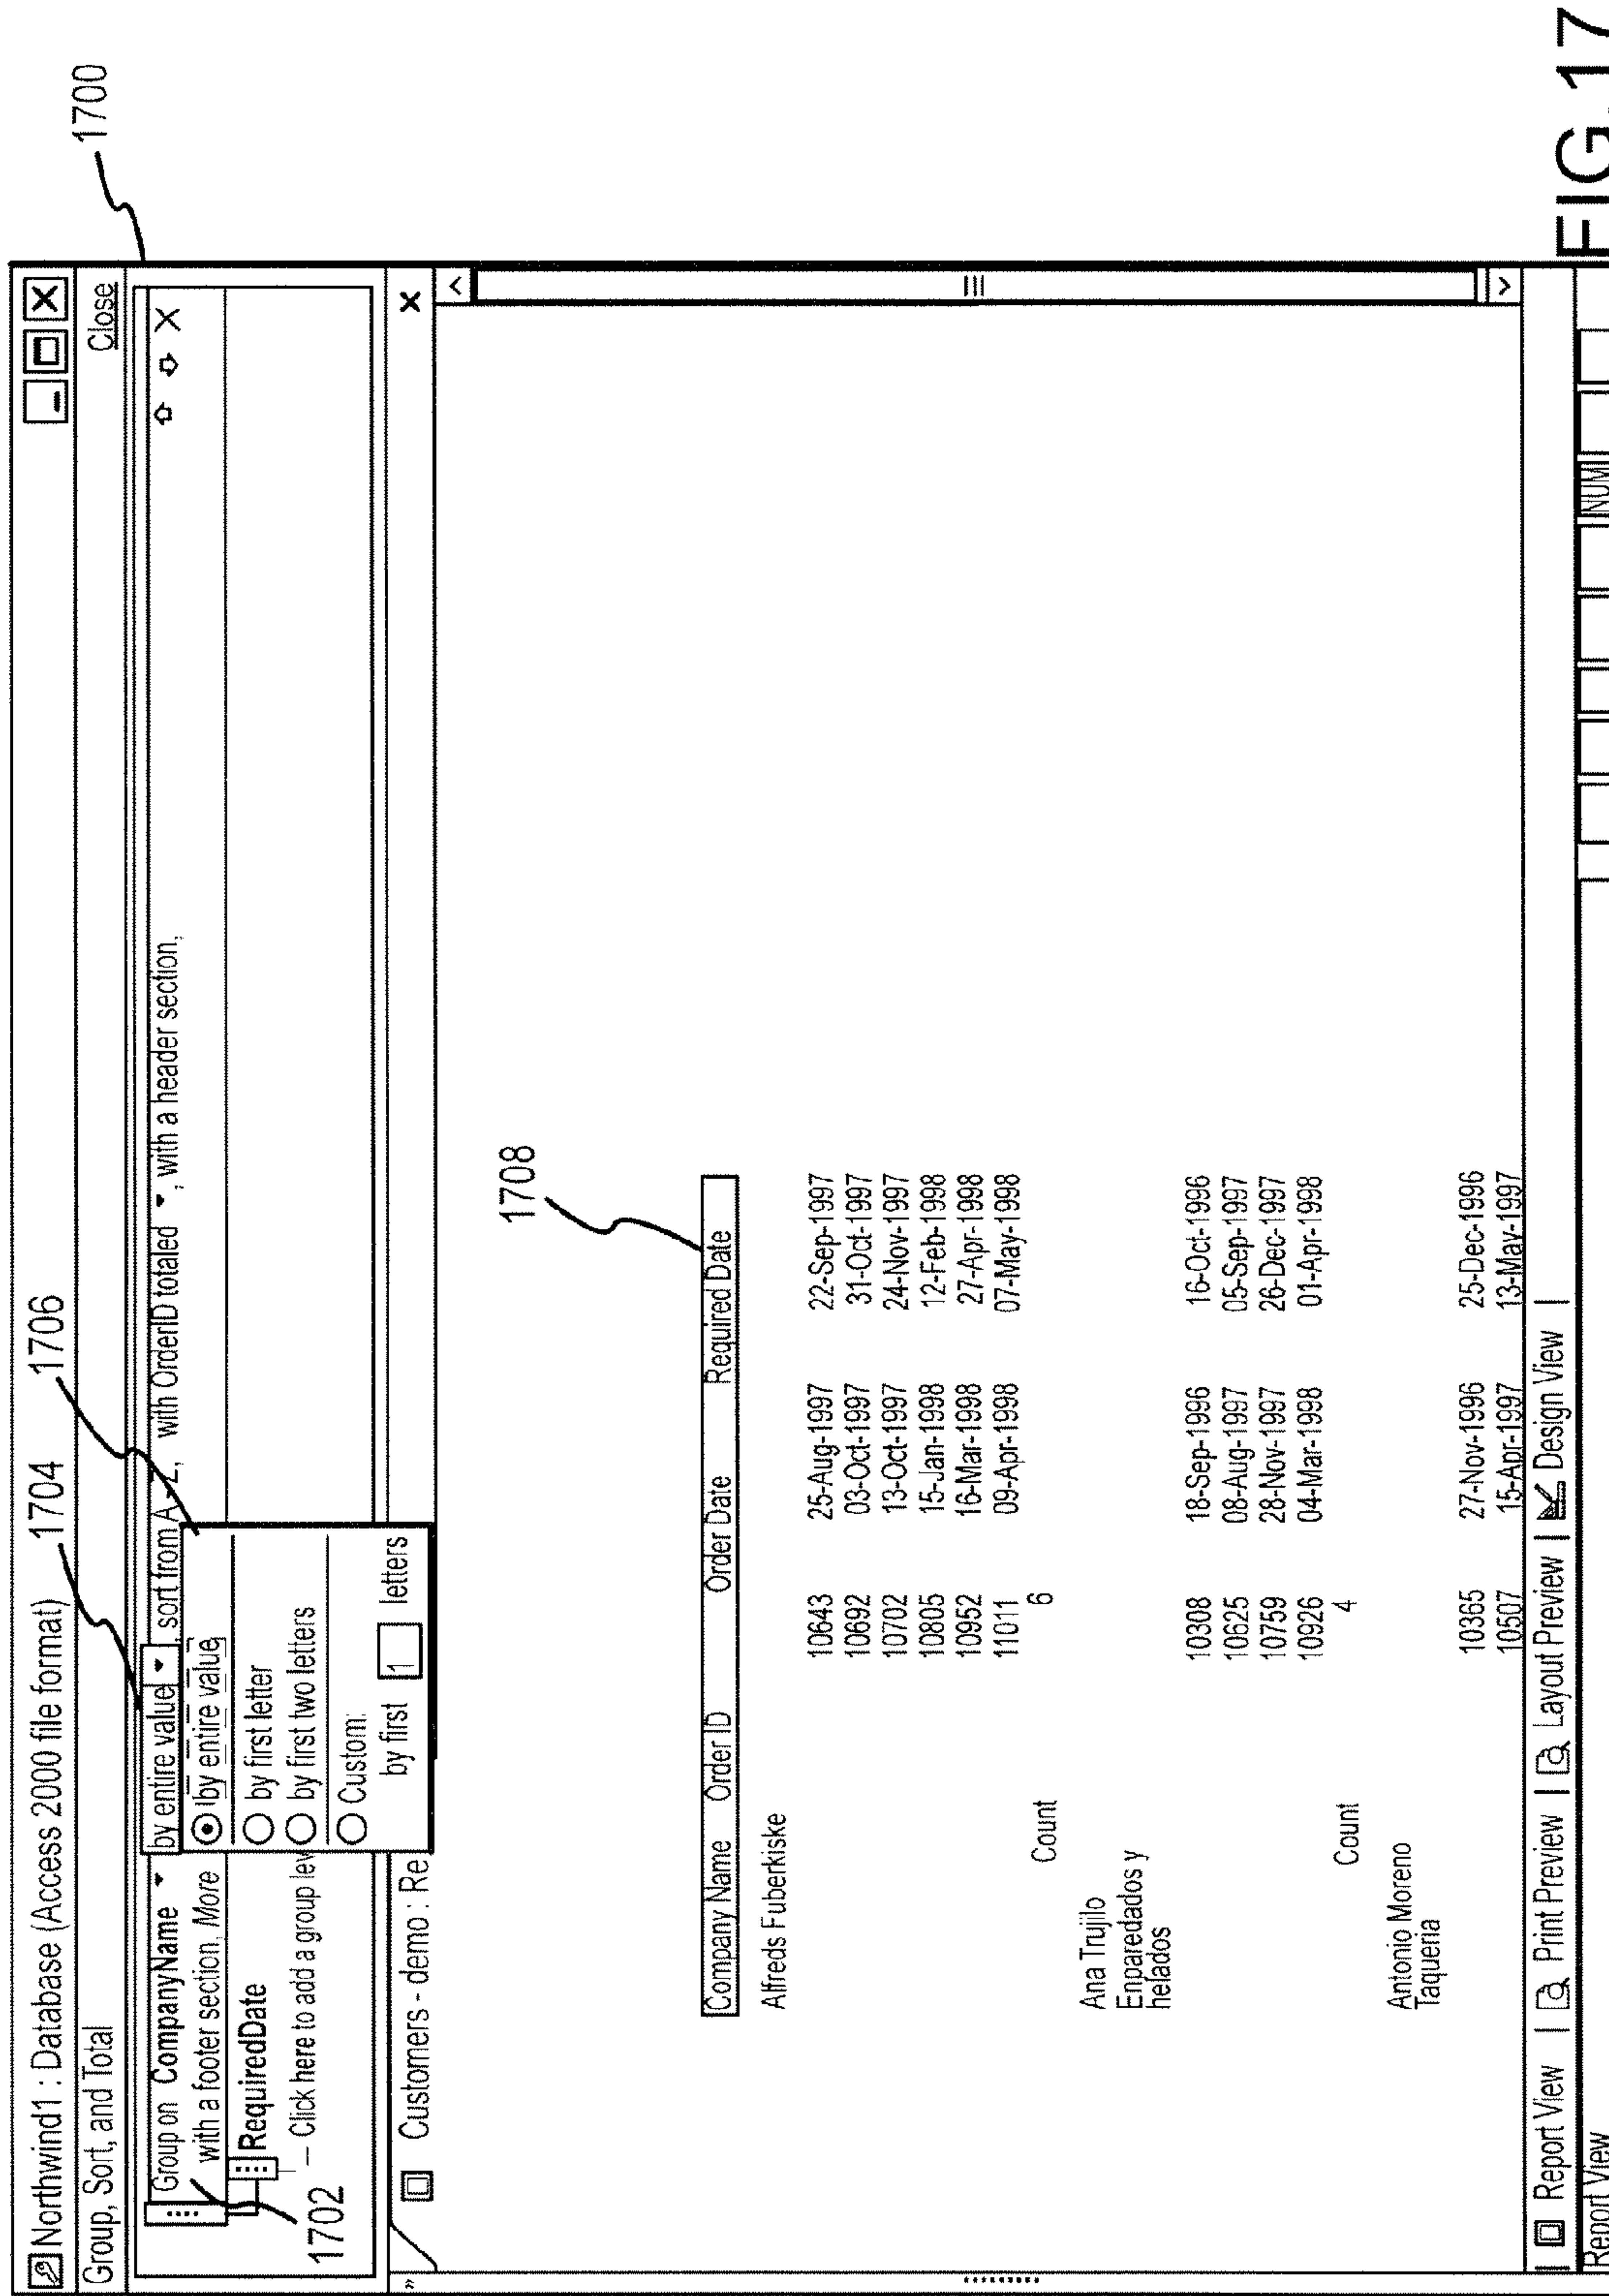 1700
Northwind1 : Database (Access 2000 file format)
Group, Sort, and Total
Close
1704
1706
Group on CompanyName by entire value , sort from A - Z, with OrderID totaled , with a header section,
with a footer section, More
RequiredDate
Click here to add a group lev
by entire value
by first letter
by first two letters
Custom:
by first 1 letters
1702
Customers - demo : Re
1708
Company Name Order ID Order Date Required Date
Alfreds Fuberkiske
10643 25-Aug-1997 22-Sep-1997
10692 03-Oct-1997 31-Oct-1997
10702 13-Oct-1997 24-Nov-1997
10805 15-Jan-1998 12-Feb-1998
10952 16-Mar-1998 27-Apr-1998
11011 09-Apr-1998 07-May-1998
Count 6
Ana Trujilo
Enparedados y
helados
10308 18-Sep-1996 16-Oct-1996
10625 08-Aug-1997 05-Sep-1997
10759 28-Nov-1997 26-Dec-1997
10926 04-Mar-1998 01-Apr-1998
Count 4
Antonio Moreno
Taqueria
10365 27-Nov-1996 25-Dec-1996
10507 15-Apr-1997 13-May-1997
Report View | Print Preview | Layout Preview | Design View |
Report View
NUM
FIG.17